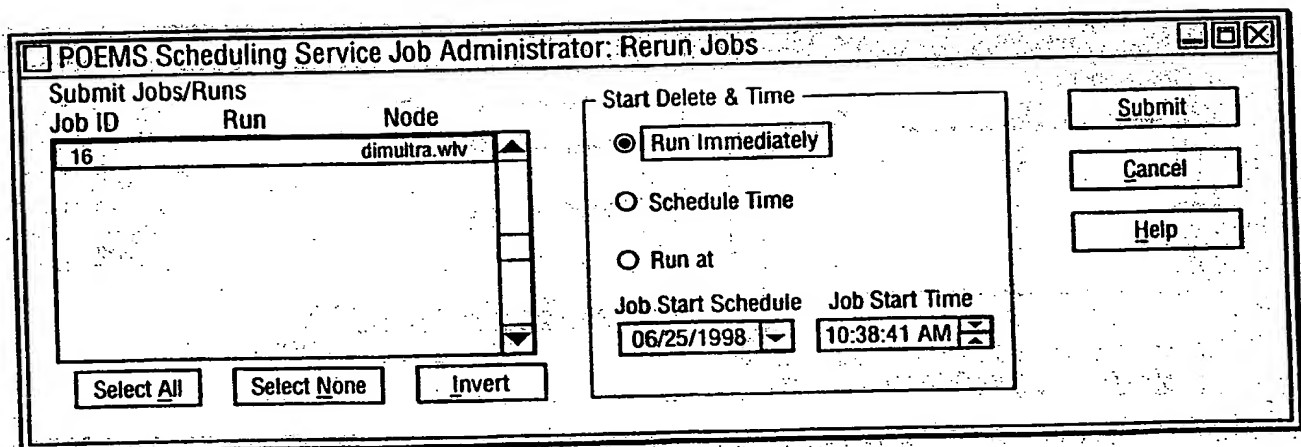 POEMS Scheduling Service Job Administrator: Rerun Jobs
Submit Jobs/Runs
Job ID Run Node
16 dimultra.wlv
Select All Select None Invert
Start Delete & Time
Run Immediately
Schedule Time
Run at
Job Start Schedule Job Start Time
06/25/1998 10:38:41 AM
Submit
Cancel
Help